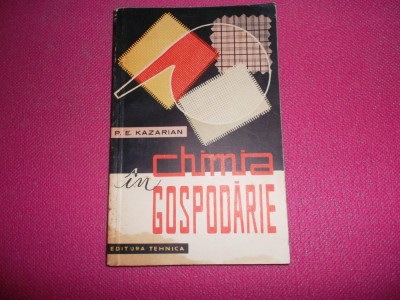 P. E. KAZARIAN
chimia
în
GOSPODĂRIE
EDITURA TEHNICA